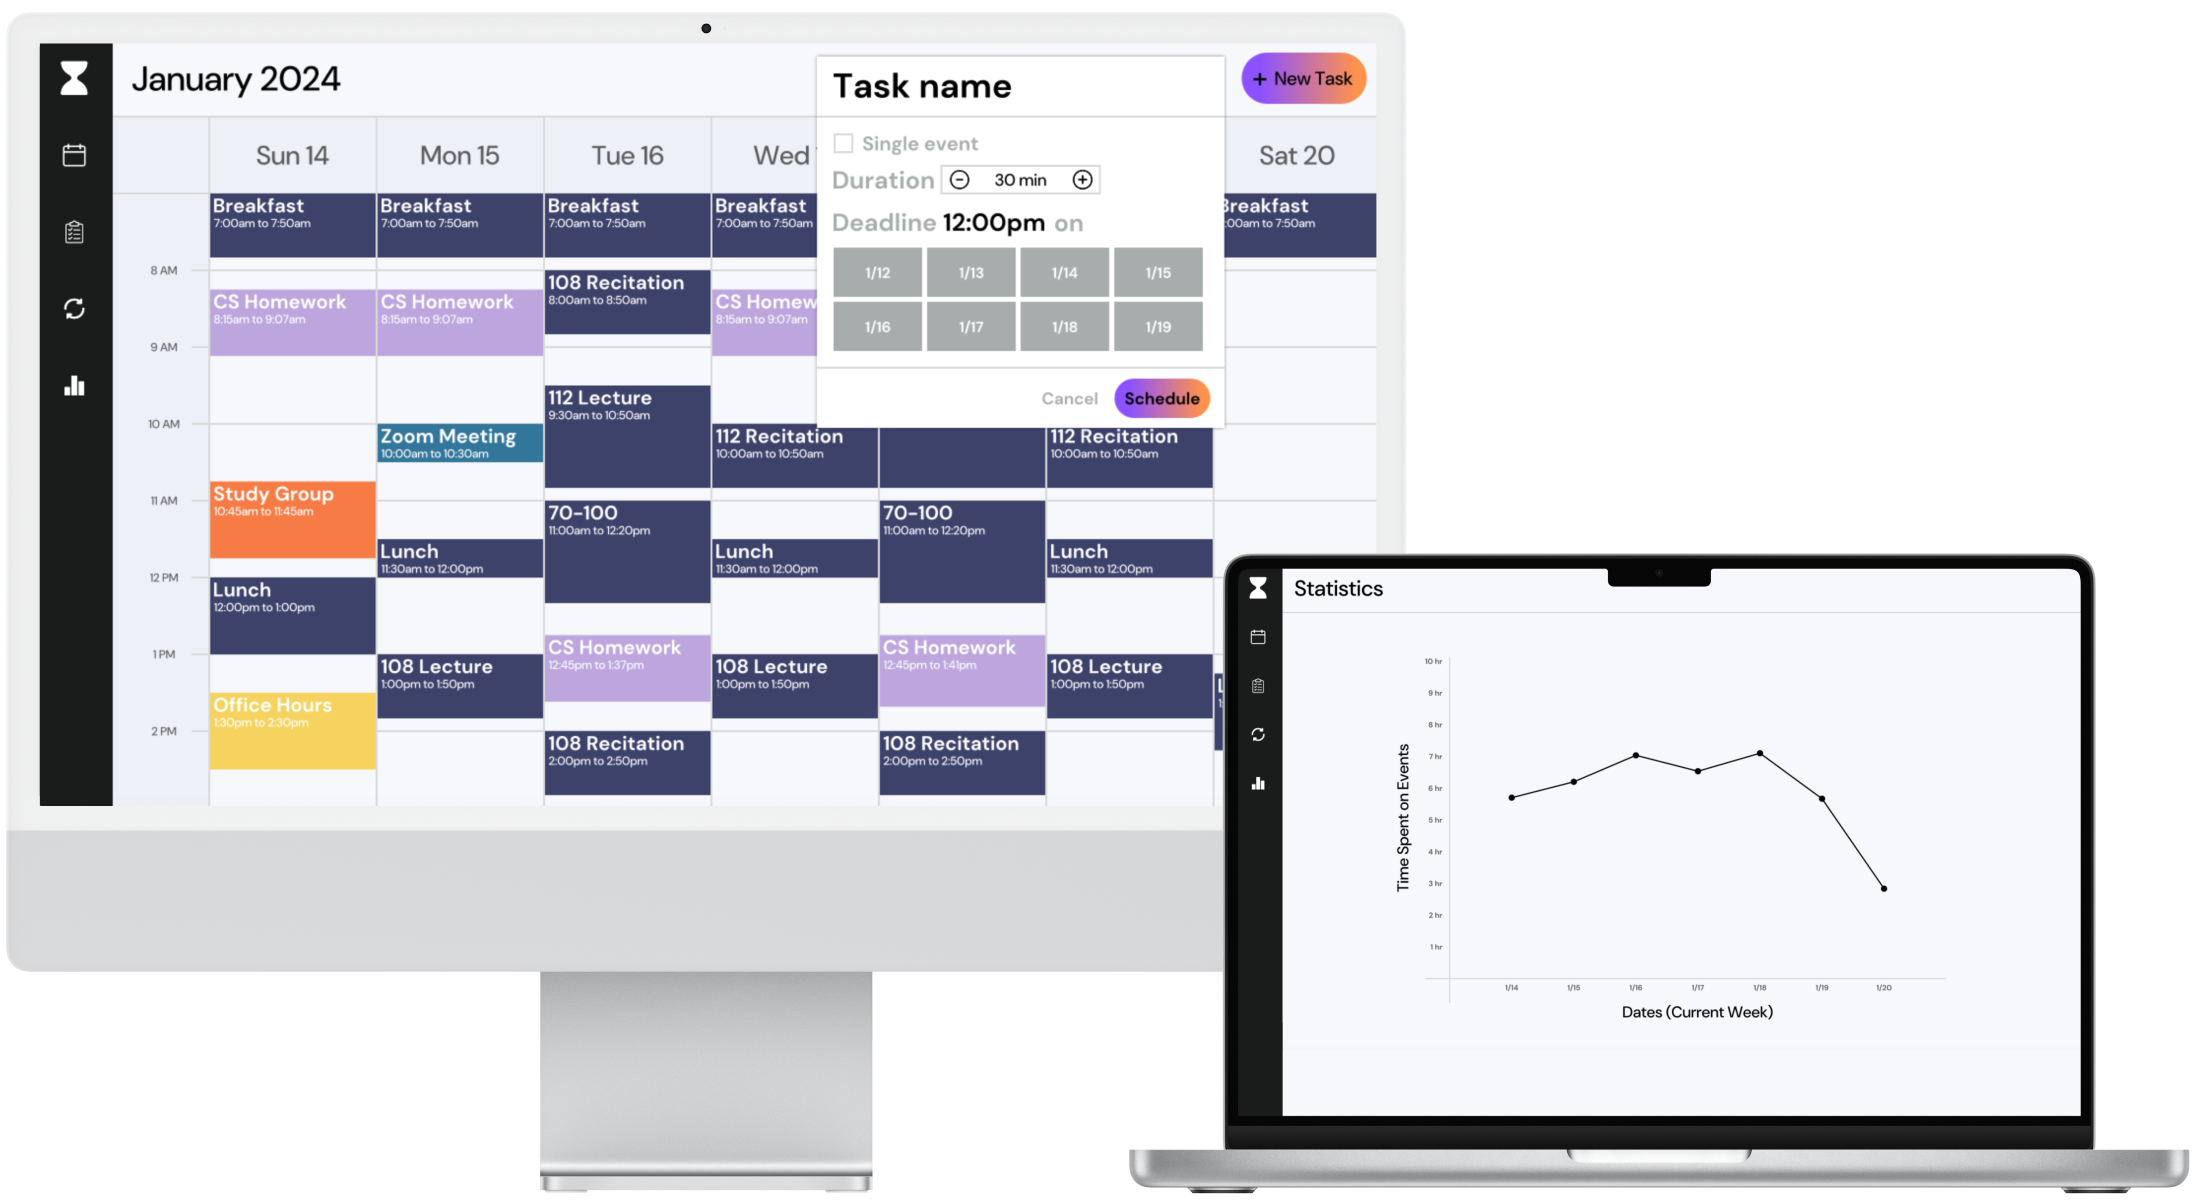 January 2024
+ New Task
Sun 14
Mon 15
Tue 16
Wed
Sat 20
8 AM
9 AM
10 AM
11 AM
12 PM
1 PM
2 PM
Breakfast
7:00am to 7:50am
CS Homework
8:15am to 9:07am
Study Group
10:45am to 11:45am
Lunch
12:00pm to 1:00pm
Office Hours
1:30pm to 2:30pm
Breakfast
7:00am to 7:50am
CS Homework
8:15am to 9:07am
Zoom Meeting
10:00am to 10:30am
Lunch
11:30am to 12:00pm
108 Lecture
1:00pm to 1:50pm
Breakfast
7:00am to 7:50am
108 Recitation
8:00am to 8:50am
112 Lecture
9:30am to 10:50am
70-100
11:00am to 12:20pm
CS Homework
12:45pm to 1:37pm
108 Recitation
2:00pm to 2:50pm
Breakfast
7:00am to 7:50am
CS Homew
8:15am to 9:07am
112 Recitation
10:00am to 10:50am
Lunch
11:30am to 12:00pm
108 Lecture
1:00pm to 1:50pm
70-100
11:00am to 12:20pm
CS Homework
12:45pm to 1:41pm
108 Recitation
2:00pm to 2:50pm
112 Recitation
10:00am to 10:50am
Lunch
11:30am to 12:00pm
108 Lecture
1:00pm to 1:50pm
Breakfast
:00am to 7:50am
Task name
Single event
Duration 30 min
Deadline 12:00pm on
1/12 1/13 1/14 1/15
1/16 1/17 1/18 1/19
Cancel Schedule
Statistics
Time Spent on Events
10 hr
9 hr
8 hr
7 hr
6 hr
5 hr
4 hr
3 hr
2 hr
1 hr
1/14 1/15 1/16 1/17 1/18 1/19 1/20
Dates (Current Week)